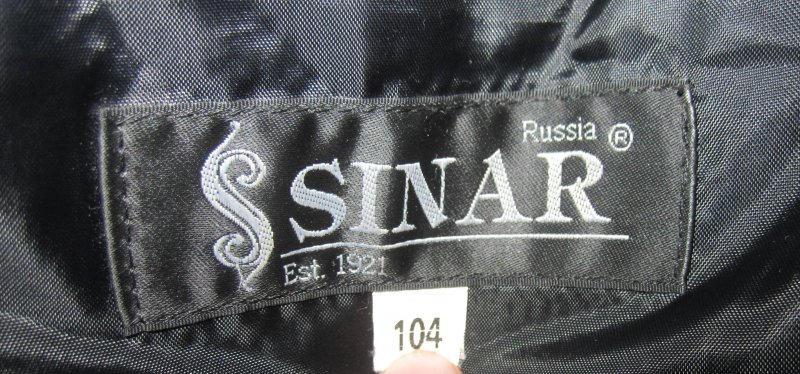 Russia ®
SINAR
Est. 1921
104